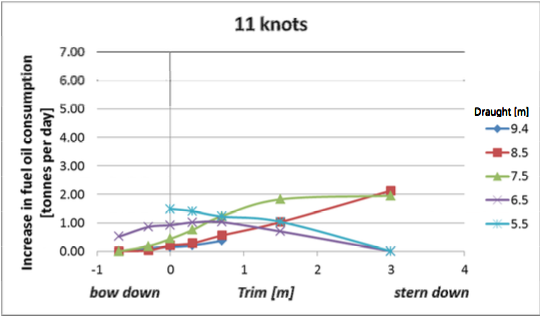 11 knots
Increase in fuel oil consumption
[tonnes per day]
7.00
6.00
5.00
4.00
3.00
2.00
1.00
0.00
-1
0
1
2
3
4
bow down
Trim [m]
stern down
Draught [m]
9.4
8.5
7.5
6.5
5.5